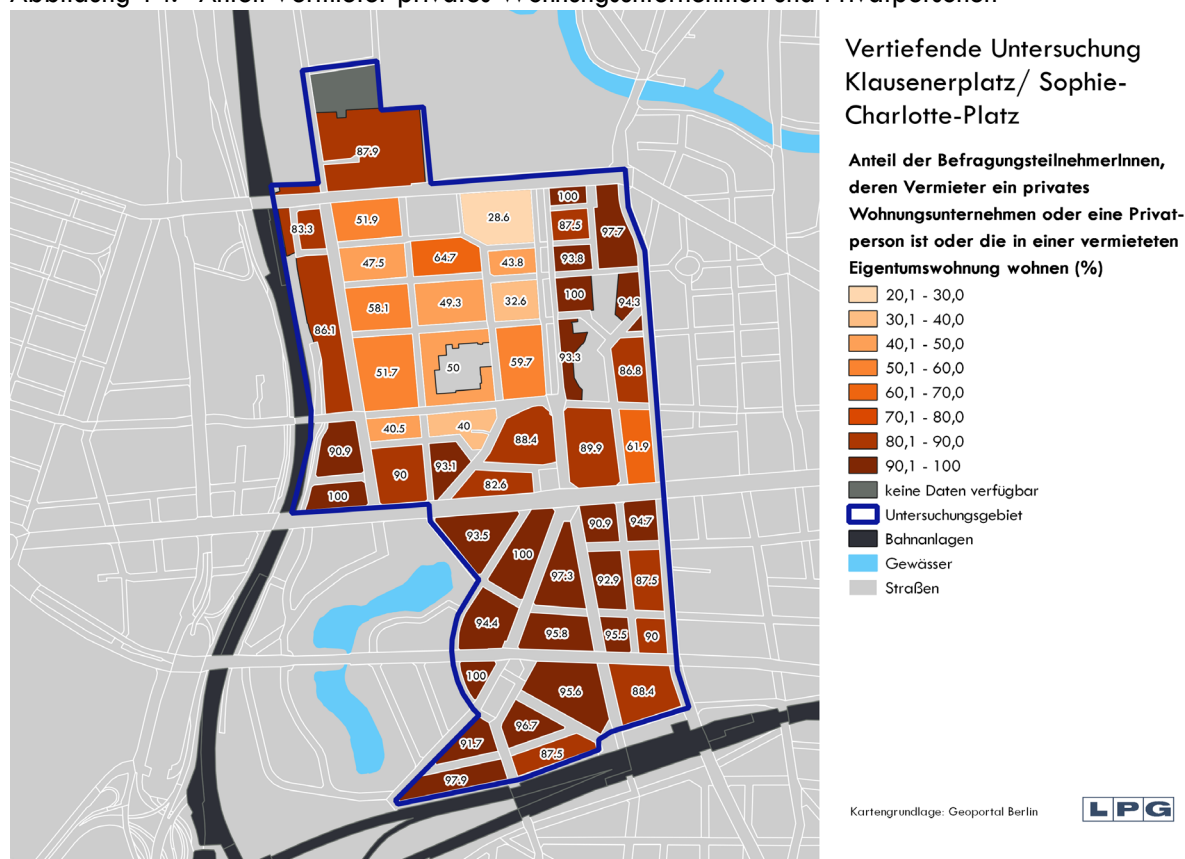 Vertiefende Untersuchung
Klausenerplatz/ Sophie-
Charlotte-Platz
Anteil der BefragungsteilnehmerInnen,
deren Vermieter ein privates
Wohnungsunternehmen oder eine Privat-
person ist oder die in einer vermieteten
Eigentumswohnung wohnen (%)
20,1 - 30,0
30,1 - 40,0
40,1 - 50,0
50,1 - 60,0
60,1 - 70,0
70,1 - 80,0
80,1 - 90,0
90,1 - 100
keine Daten verfügbar
Untersuchungsgebiet
Bahnanlagen
Gewässer
Straßen
Kartengrundlage: Geoportal Berlin
LPG
87.9
100
28.6
51.9
83.3
87.5
97.7
64.7
93.8
47.5
43.8
100
94.3
49.3
32.6
58.1
86.1
93.3
59.7
50
86.8
51.7
40
40.5
88.4
61.9
89.9
90.9
93.1
90
82.6
100
94.7
90.9
93.5
100
97.3
92.9
87.5
94.4
95.8
95.5
90
100
95.6
88.4
96.7
91.7
87.5
97.9